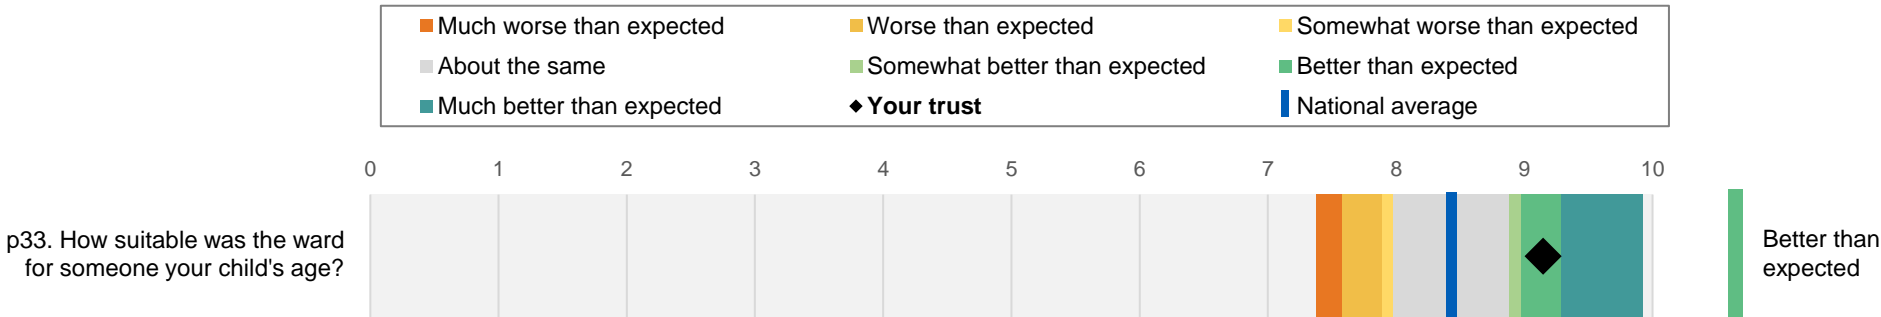 Much worse than expected
Worse than expected
Somewhat worse than expected
About the same
Somewhat better than expected
Better than expected
Much better than expected
Your trust
National average
0 1 2 3 4 5 6 7 8 9 10
p33. How suitable was the ward
for someone your child's age?
Better than
expected